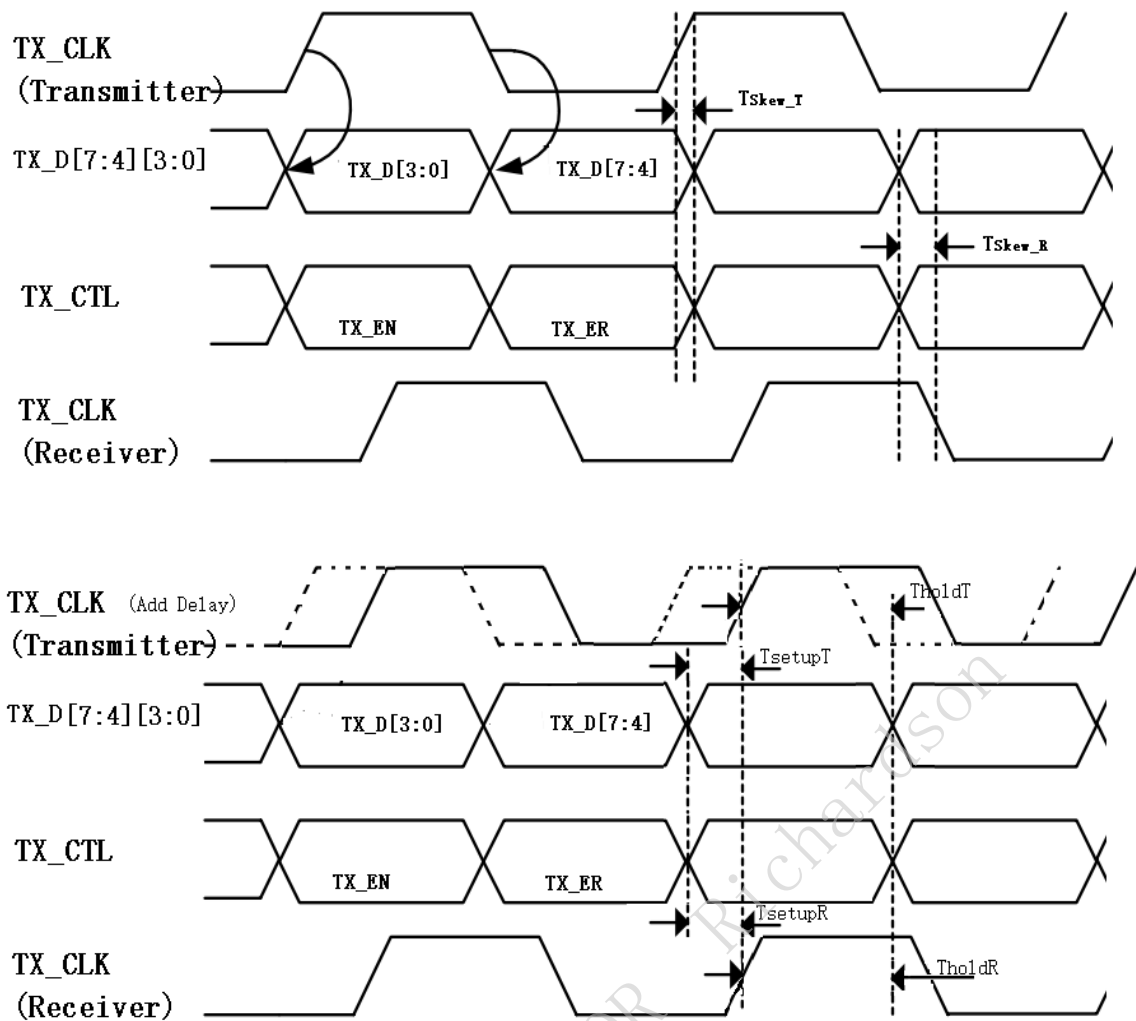 TX_CLK
(Transmitter)
Tskew_T
TX_D[7:4][3:0]
TX_D[3:0]
TX_D[7:4]
Tskew_R
TX_CTL
TX_EN
TX_ER
TX_CLK
(Receiver)
TX_CLK (Add Delay)
(Transmitter)
TholdT
TsetupT
TX_D[7:4][3:0]
TX_D[3:0]
TX_D[7:4]
TX_CTL
TX_EN
TX_ER
TsetupR
TX_CLK
(Receiver)
TholdR
OR Richardson